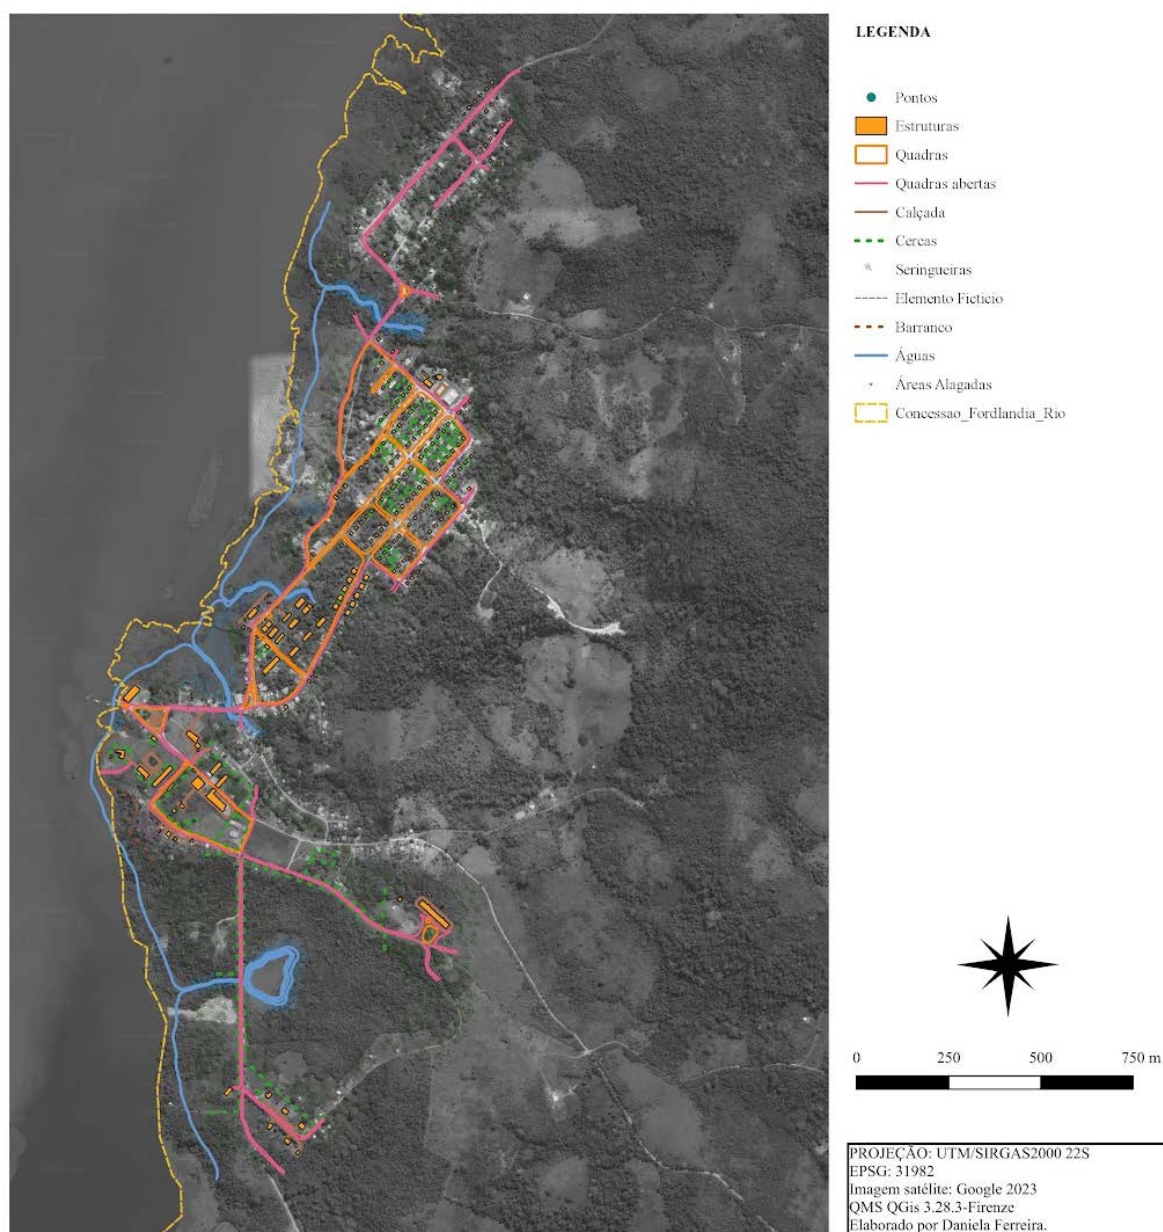 LEGENDA
Pontos
Estruturas
Quadras
Quadras abertas
Calçada
Cercas
Seringueiras
Elemento Fictício
Barranco
Águas
Áreas Alagadas
Concessao_Fordlandia_Rio
0 250 500 750 m
PROJEÇÃO: UTM/SIRGAS2000 22S
EPSG: 31982
Imagem satélite: Google 2023
QMS QGis 3.28.3-Firenze
Elaborado por Daniela Ferreira.